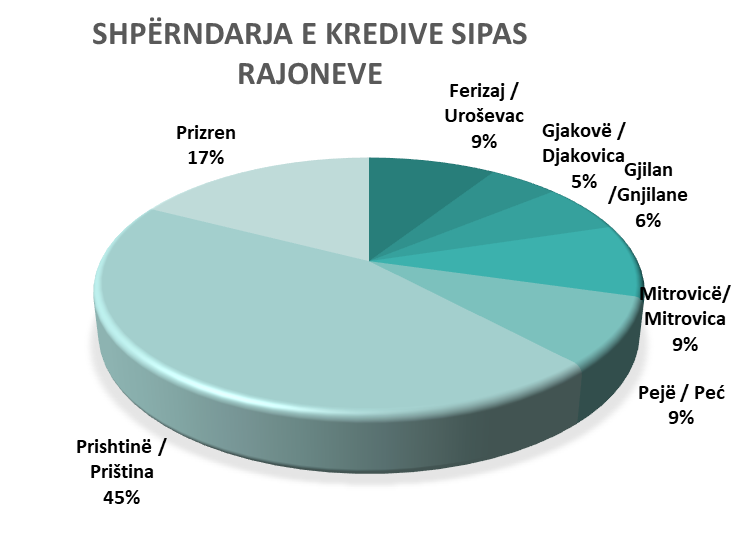 SHPËRNDARJA E KREDIVE SIPAS
RAJONEVE
Ferizaj /
Uroševac
9%
Gjakovë /
Djakovica
5%
Gjilan
/Gnjilane
6%
Mitrovicë/
Mitrovica
9%
Pejë / Peć
9%
Prishtinë /
Priština
45%
Prizren
17%